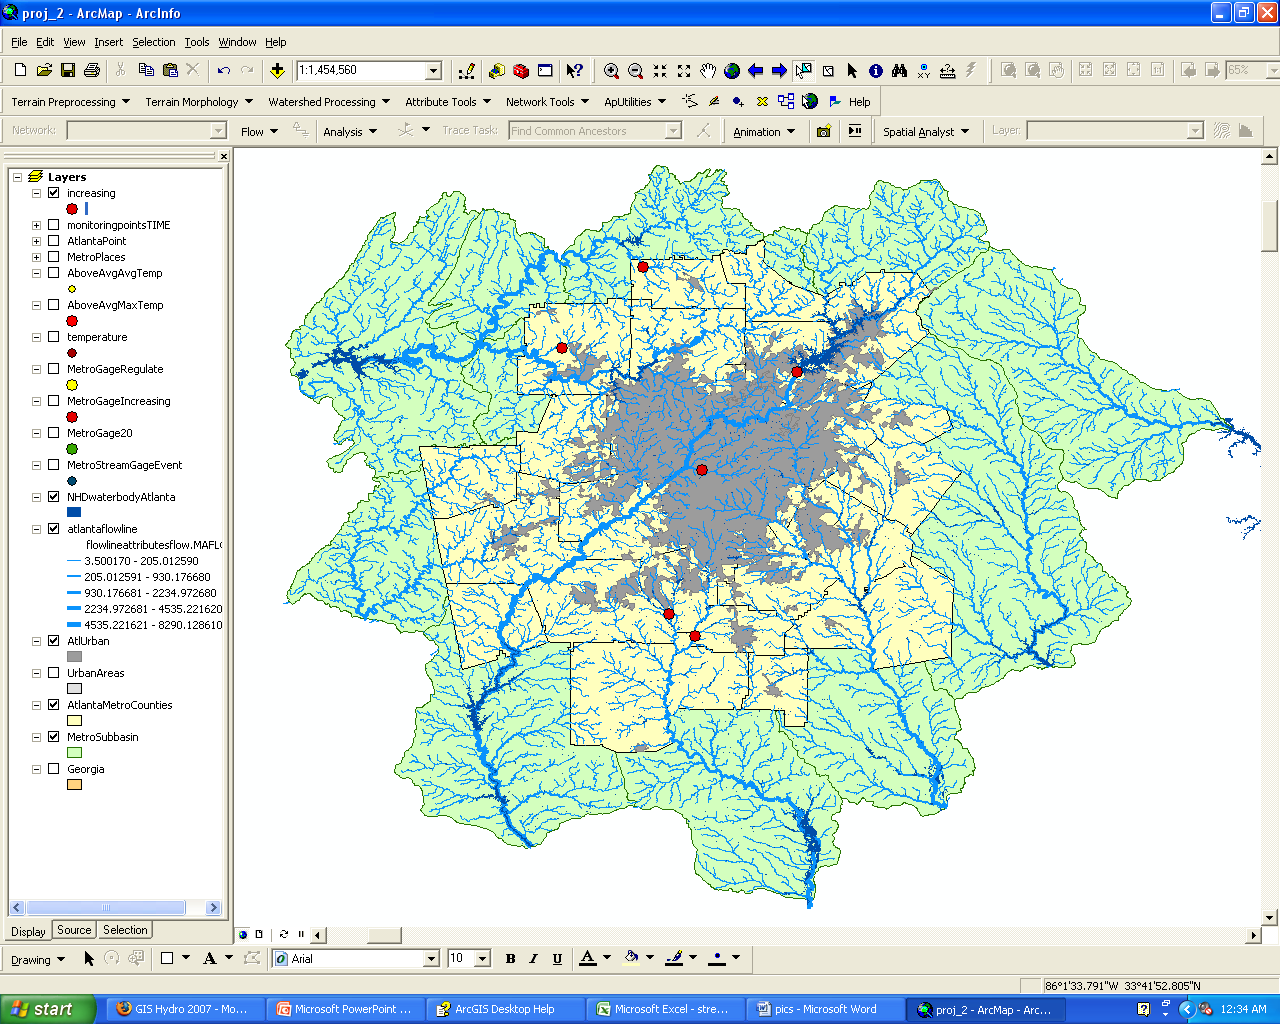 proj_2 - ArcMap - ArcInfo
File Edit View Insert Selection Tools Window Help
1:1,454,560 65%
Terrain Preprocessing Terrain Morphology Watershed Processing Attribute Tools Network Tools ApUtilities Help
Network: Flow Analysis Trace Task: Find Common Ancestors Animation Spatial Analyst Layer:
Layers
increasing
monitoringpointsTIME
AtlantaPoint
MetroPlaces
AboveAvgAvgTemp
AboveAvgMaxTemp
temperature
MetroGageRegulate
MetroGageIncreasing
MetroGage20
MetroStreamGageEvent
NHDwaterbodyAtlanta
atlantaflowline
flowlineattributesflow.MAFL
3.500170 - 205.012590
205.012591 - 930.176680
930.176681 - 2234.972680
2234.972681 - 4535.221620
4535.221621 - 8290.128610
AtlUrban
UrbanAreas
AtlantaMetroCounties
MetroSubbasin
Georgia
Display Source Selection
Drawing A Arial 10 B I U A
86°1'33.791"W 33°41'52.805"N
start GIS Hydro 2007 - Mo... Microsoft PowerPoint ... ArcGIS Desktop Help Microsoft Excel - stre... pics - Microsoft Word proj_2 - ArcMap - Arc... 12:34 AM